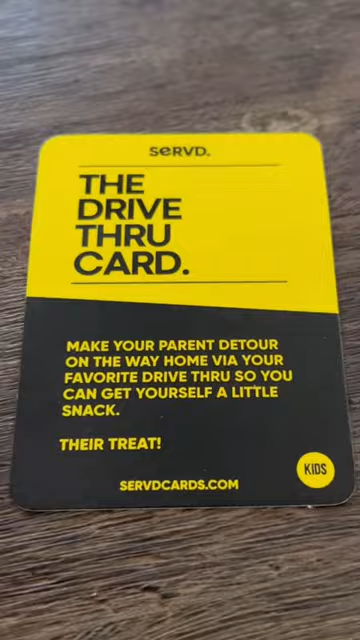 SERVD.
THE
DRIVE
THRU
CARD.
MAKE YOUR PARENT DETOUR
ON THE WAY HOME VIA YOUR
FAVORITE DRIVE THRU SO YOU
CAN GET YOURSELF A LITTLE
SNACK.
THEIR TREAT!
KIDS
SERVDCARDS.COM